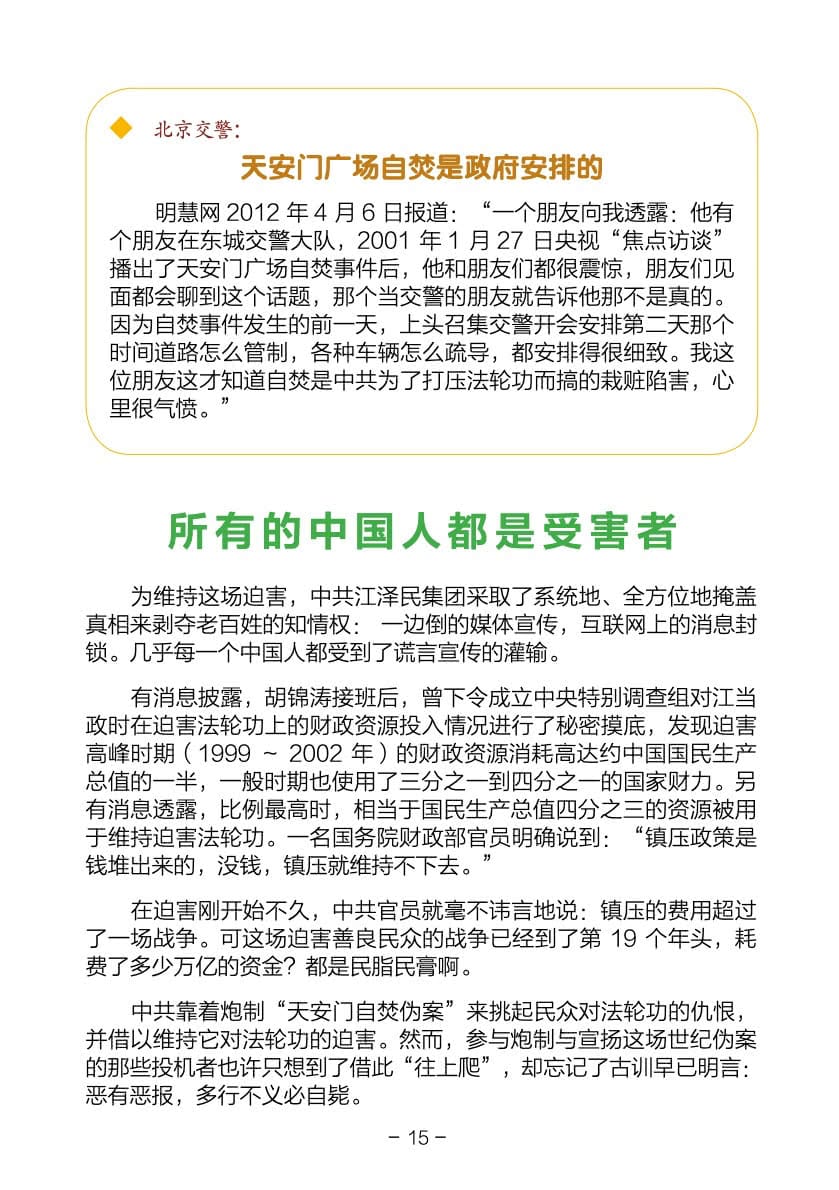 北京交警：
天安门广场自焚是政府安排的
明慧网 2012 年 4 月 6 日报道：“一个朋友向我透露：他有
个朋友在东城交警大队，2001 年 1 月 27 日央视“焦点访谈”
播出了天安门广场自焚事件后，他和朋友们都很震惊，朋友们见
面都会聊到这个话题，那个当交警的朋友就告诉他那不是真的。
因为自焚事件发生的前一天，上头召集交警开会安排第二天那个
时间道路怎么管制，各种车辆怎么疏导，都安排得很细致。我这
位朋友这才知道自焚是中共为了打压法轮功而搞的栽赃陷害，心
里很气愤。”
所有的中国人都是受害者
为维持这场迫害，中共江泽民集团采取了系统地、全方位地掩盖
真相来剥夺老百姓的知情权： 一边倒的媒体宣传，互联网上的消息封
锁。几乎每一个中国人都受到了谎言宣传的灌输。
有消息披露，胡锦涛接班后，曾下令成立中央特别调查组对江当
政时在迫害法轮功上的财政资源投入情况进行了秘密摸底，发现迫害
高峰时期（1999 ～ 2002 年）的财政资源消耗高达约中国国民生产
总值的一半，一般时期也使用了三分之一到四分之一的国家财力。另
有消息透露，比例最高时，相当于国民生产总值四分之三的资源被用
于维持迫害法轮功。一名国务院财政部官员明确说到：“镇压政策是
钱堆出来的，没钱，镇压就维持不下去。”
在迫害刚开始不久，中共官员就毫不讳言地说：镇压的费用超过
了一场战争。可这场迫害善良民众的战争已经到了第 19 个年头，耗
费了多少万亿的资金？都是民脂民膏啊。
中共靠着炮制“天安门自焚伪案”来挑起民众对法轮功的仇恨，
并借以维持它对法轮功的迫害。然而，参与炮制与宣扬这场世纪伪案
的那些投机者也许只想到了借此“往上爬”，却忘记了古训早已明言：
恶有恶报，多行不义必自毙。
- 15 -